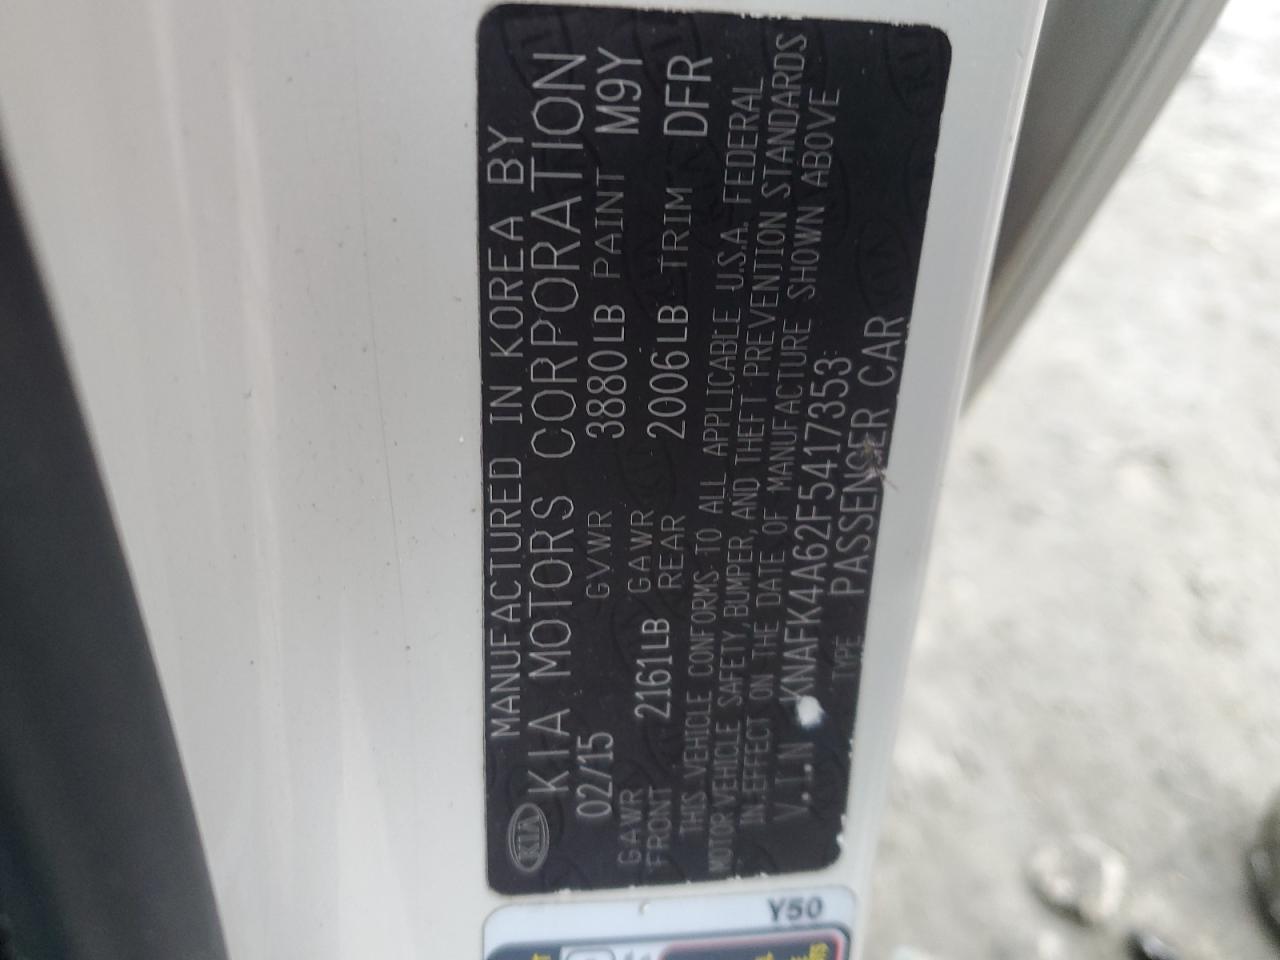 MANUFACTURED IN KOREA BY
KIA KIA MOTORS CORPORATION
02/15 GVWR 3880LB PAINT M9Y
GAWR FRONT 2161LB GAWR REAR 2006LB TRIM DFR
THIS VEHICLE CONFORMS TO ALL APPLICABLE U.S.A. FEDERAL
MOTOR VEHICLE SAFETY, BUMPER, AND THEFT PREVENTION STANDARDS
IN EFFECT ON THE DATE OF MANUFACTURE SHOWN ABOVE
V.I.N KNAFK4A62F5417353
TYPE PASSENGER CAR
Y50